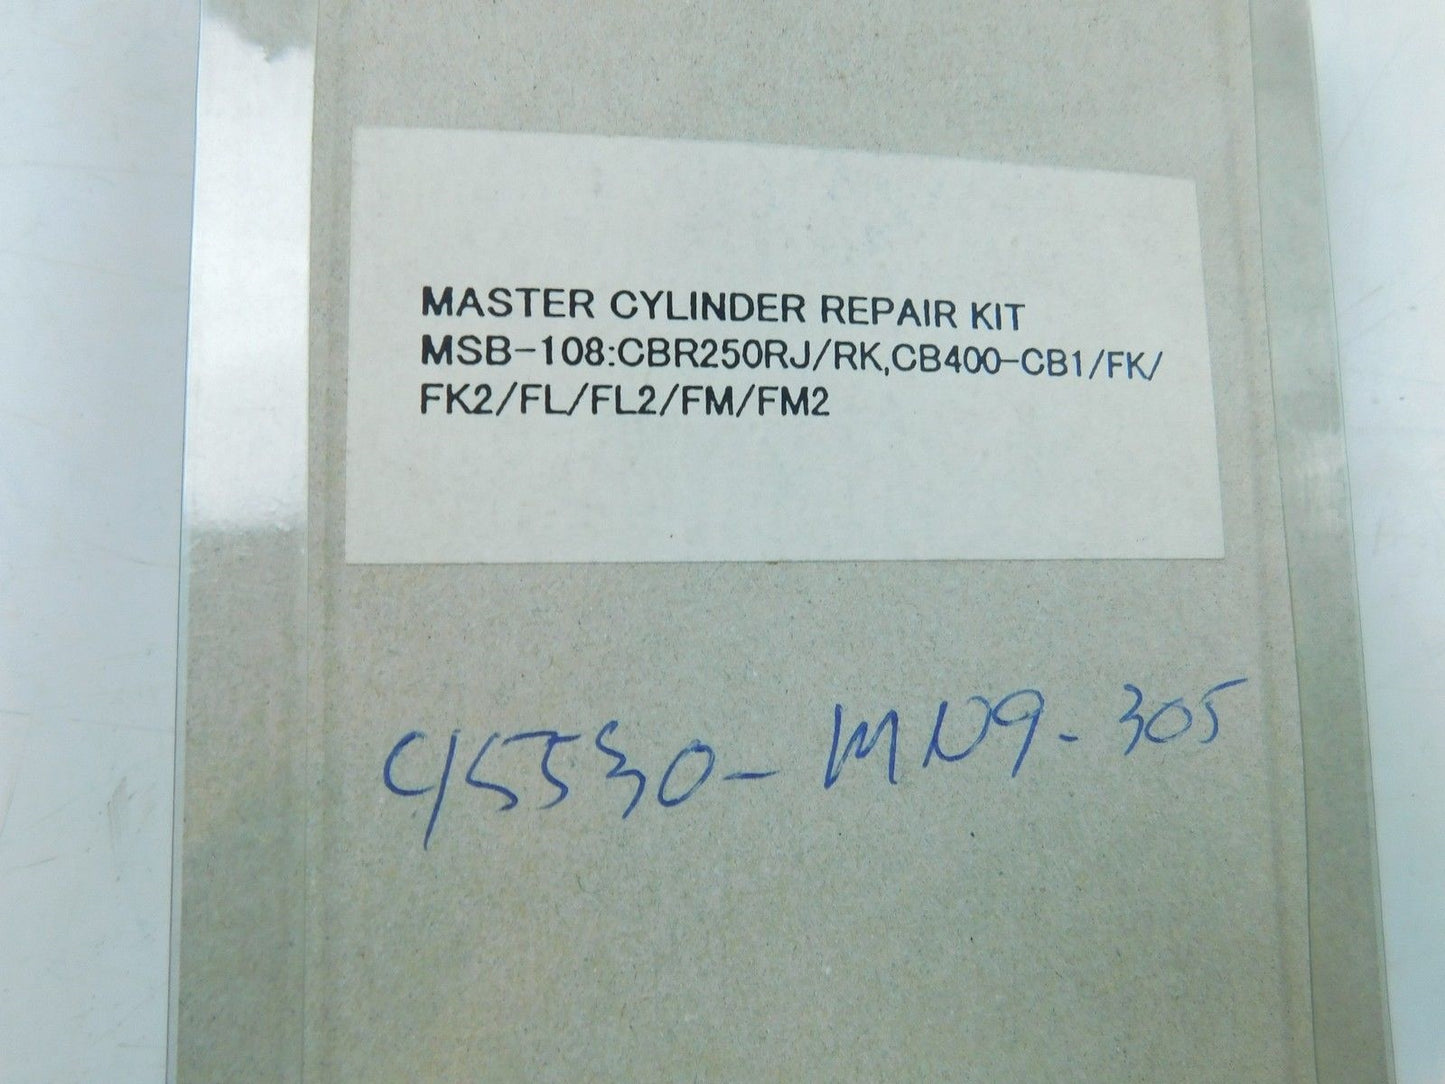 MASTER CYLINDER REPAIR KIT
MSB-108:CBR250RJ/RK,CB400-CB1/FK/
FK2/FL/FL2/FM/FM2
45530-MN9-305